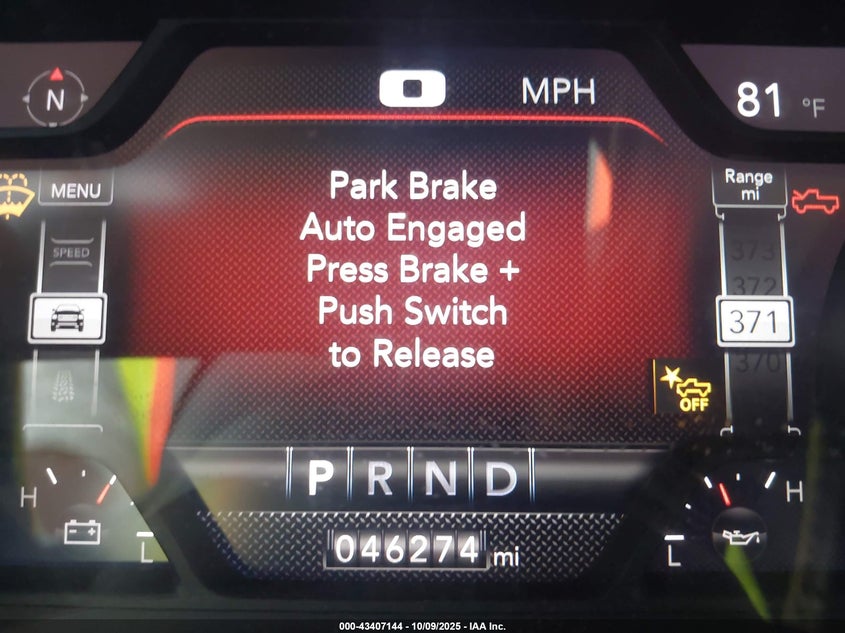 N
0 MPH
81 °F
MENU
SPEED
Park Brake
Auto Engaged
Press Brake +
Push Switch
to Release
Range
mi
373
372
371
370
OFF
P R N D
H
L
H
L
046274 mi
000-43407144 - 10/09/2025 - IAA Inc.